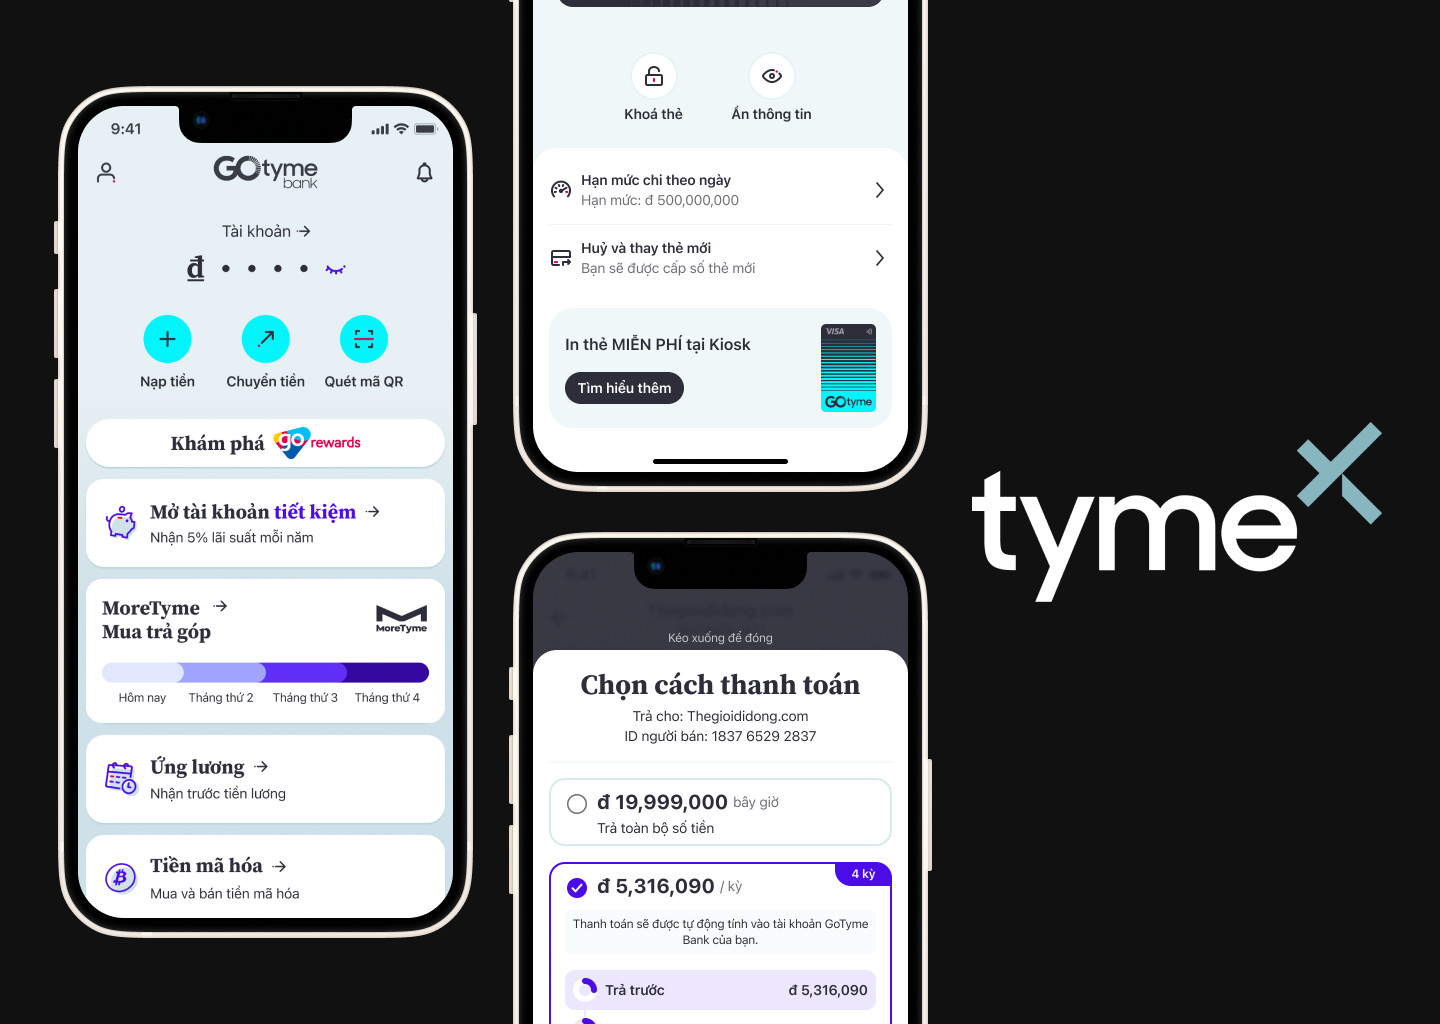 9:41
GOtyme
bank
Tài khoản
đ
Nạp tiền
Chuyển tiền
Quét mã QR
Khám phá go rewards
Mở tài khoản tiết kiệm
Nhận 5% lãi suất mỗi năm
MoreTyme
Mua trả góp
MoreTyme
Hôm nay
Tháng thứ 2
Tháng thứ 3
Tháng thứ 4
Ứng lương
Nhận trước tiền lương
Tiền mã hóa
Mua và bán tiền mã hóa
Khoá thẻ
Ẩn thông tin
Hạn mức chi theo ngày
Hạn mức: đ 500,000,000
Huỷ và thay thẻ mới
Bạn sẽ được cấp số thẻ mới
In thẻ MIỄN PHÍ tại Kiosk
Tìm hiểu thêm
VISA
GOtyme
9:41
Thegioididong.com
Kéo xuống để đóng
Chọn cách thanh toán
Trả cho: Thegioididong.com
ID người bán: 1837 6529 2837
đ 19,999,000 bây giờ
Trả toàn bộ số tiền
4 kỳ
đ 5,316,090 / kỳ
Thanh toán sẽ được tự động tính vào tài khoản GoTyme
Bank của bạn.
Trả trước
đ 5,316,090
tymeX